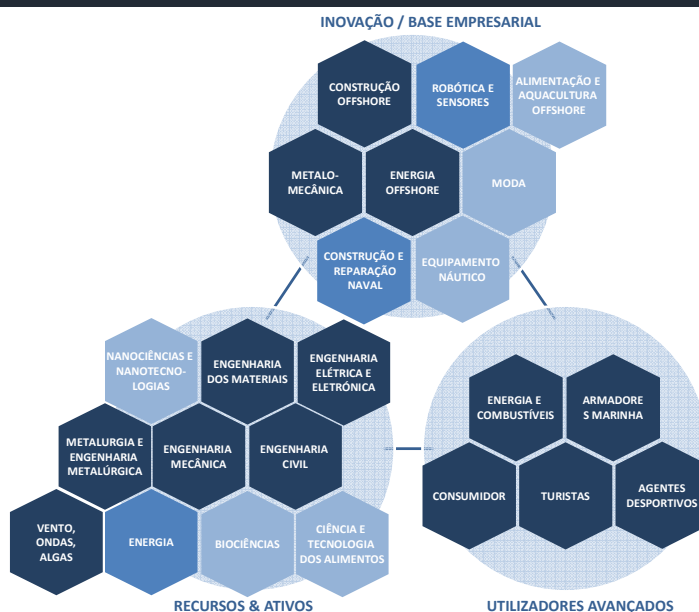 INOVAÇÃO / BASE EMPRESARIAL
CONSTRUÇÃO
OFFSHORE
ROBÓTICA E
SENSORES
ALIMENTAÇÃO E
AQUACULTURA
OFFSHORE
METALO-
MECÂNICA
ENERGIA
OFFSHORE
MODA
CONSTRUÇÃO E
REPARAÇÃO
NAVAL
EQUIPAMENTO
NÁUTICO
NANOCIÊNCIAS E
NANOTECNO-
LOGIAS
ENGENHARIA
DOS MATERIAIS
ENGENHARIA
ELÉTRICA E
ELETRÓNICA
METALURGIA E
ENGENHARIA
METALÚRGICA
ENGENHARIA
MECÂNICA
ENGENHARIA
CIVIL
VENTO,
ONDAS,
ALGAS
ENERGIA
BIOCIÊNCIAS
CIÊNCIA E
TECNOLOGIA
DOS ALIMENTOS
RECURSOS & ATIVOS
ENERGIA E
COMBUSTÍVEIS
ARMADORE
S MARINHA
CONSUMIDOR
TURISTAS
AGENTES
DESPORTIVOS
UTILIZADORES AVANÇADOS